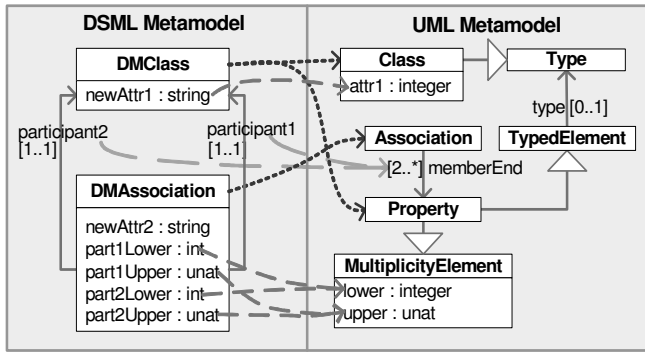 DSML Metamodel
UML Metamodel
DMClass
newAttr1 : string
participant2
[1..1]
participant1
[1..1]
DMAssociation
newAttr2 : string
part1Lower : int
part1Upper : unat
part2Lower : int
part2Upper : unat
Class
attr1 : integer
Type
type [0..1]
Association
TypedElement
[2..*] memberEnd
Property
MultiplicityElement
lower : integer
upper : unat